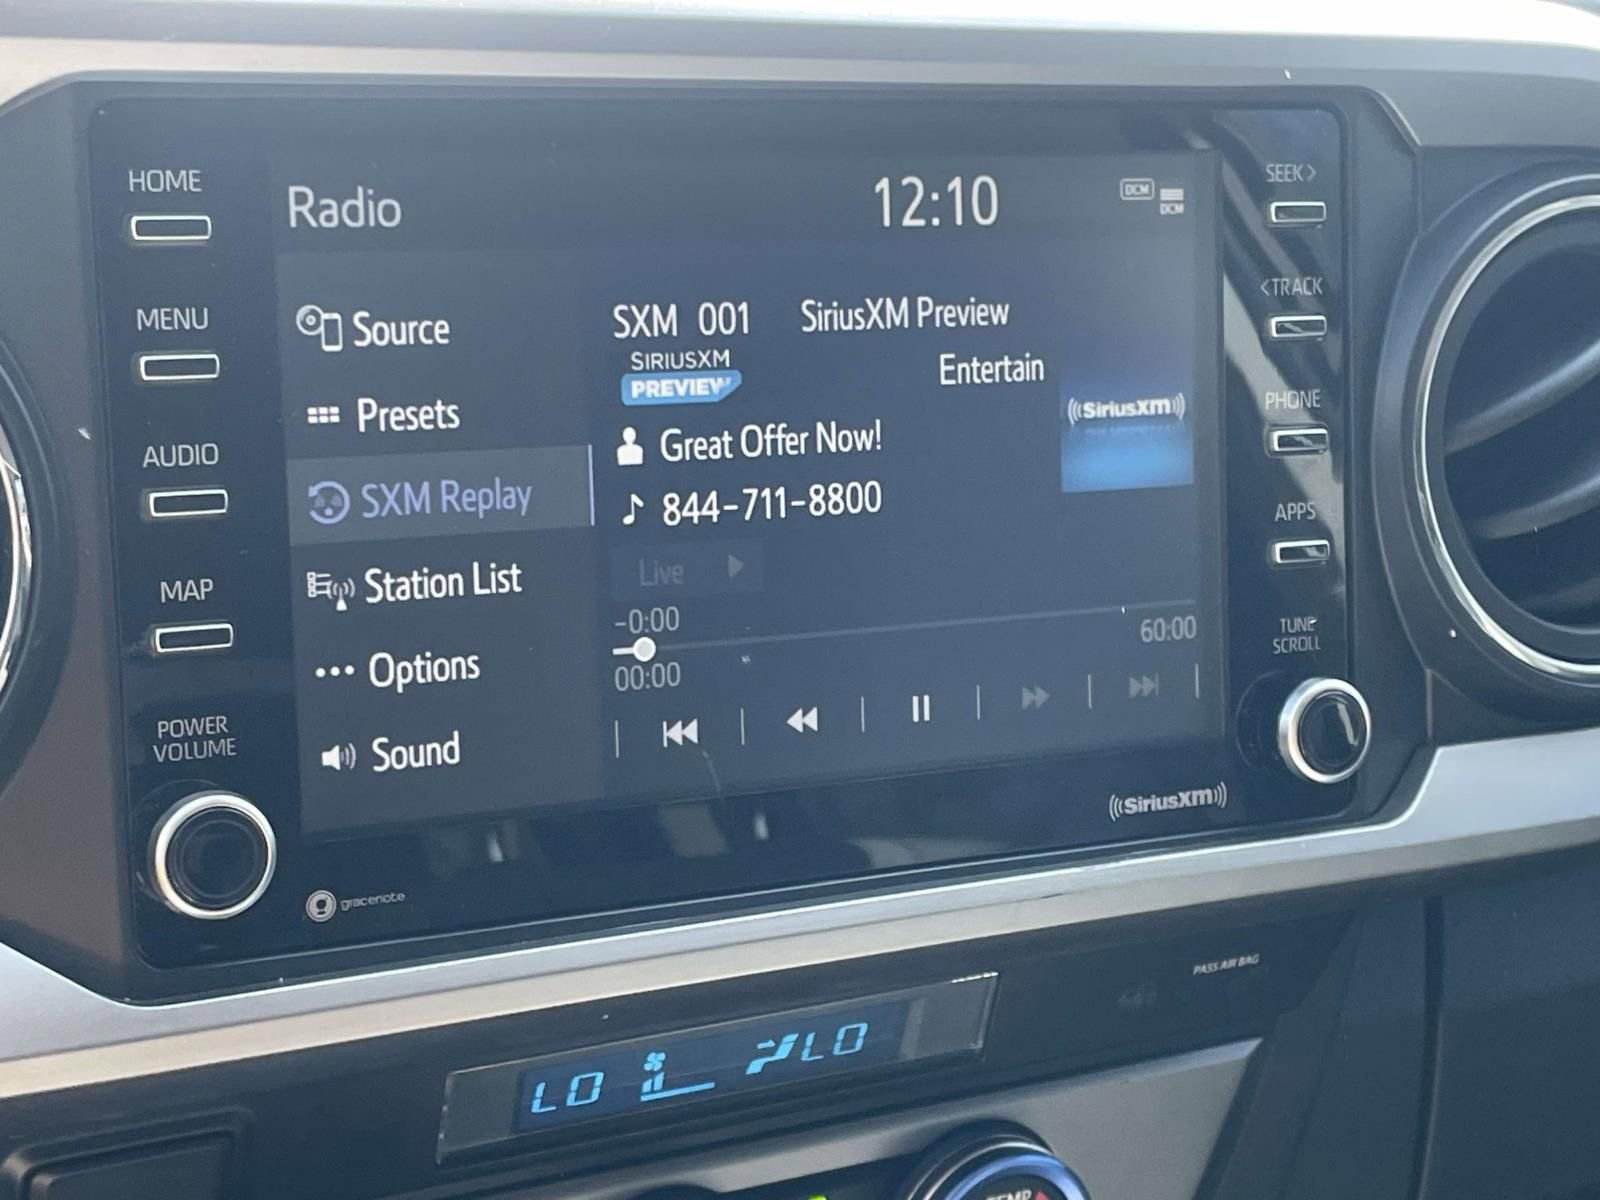 HOME
MENU
AUDIO
MAP
POWER
VOLUME
Radio
12:10
DCM
DCM
Source
Presets
SXM Replay
Station List
Options
Sound
SXM 001 SiriusXM Preview
SIRIUSXM
PREVIEW
Entertain
Great Offer Now!
844-711-8800
Live
-0:00
00:00
60:00
SiriusXM
SEEK>
<TRACK
PHONE
APPS
TUNE
SCROLL
SiriusXM
gracenote
PASS AIR BAG
LO LO
TEMP